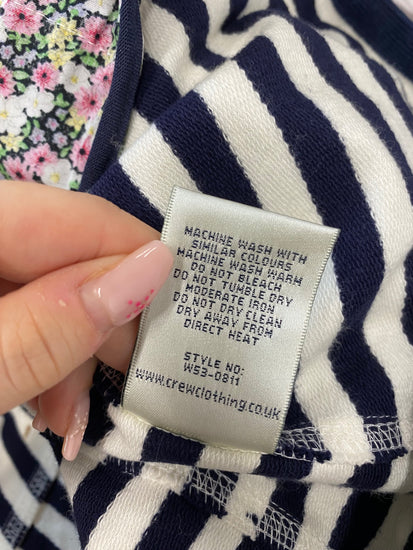 MACHINE WASH WITH
SIMILAR COLOURS
MACHINE WASH WARM
DO NOT BLEACH
DO NOT TUMBLE DRY
MODERATE IRON
DO NOT DRY CLEAN
DRY AWAY FROM
DIRECT HEAT
STYLE NO:
WS3-0811
WWW.CREWCLOTHING.CO.UK